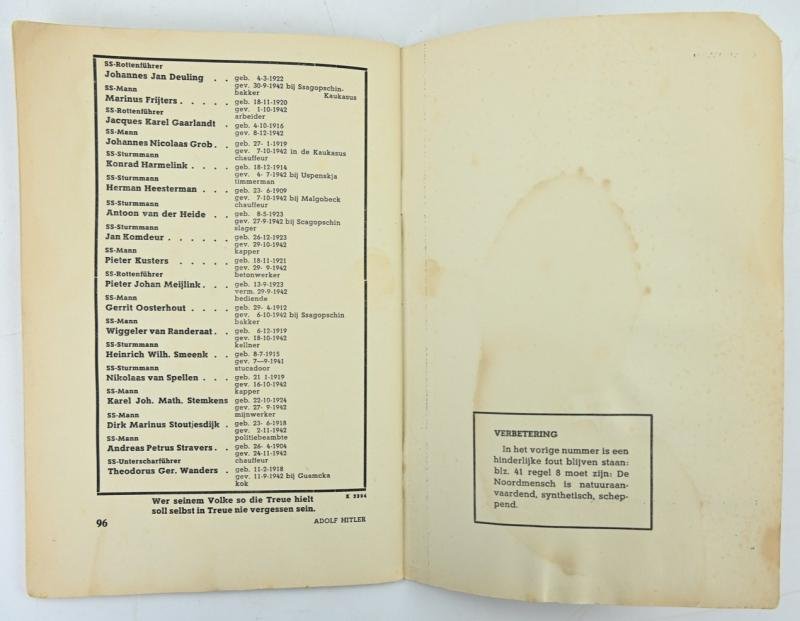 SS-Rottenführer
Johannes Jan Deuling . . geb. 4-3-1922
gev. 30-9-1942 bij Ssagopschin-
SS-Mann bakker Kaukasus
Marinus Frijters . . . . . geb. 18-11-1920
gev. 1-10-1942
SS-Rottenführer arbeider
Jacques Karel Gaarlandt . geb. 4-10-1916
SS-Mann gev. 8-12-1942
Johannes Nicolaas Grob . . geb. 27- 1-1919
gev. 7-10-1942 in de Kaukasus
SS-Sturmmann chauffeur
Konrad Harmelink . . . geb. 18-12-1914
gev. 4- 7-1942 bij Uspenskja
SS-Sturmmann timmerman
Herman Heesterman . . . geb. 23- 6-1909
gev. 7-10-1942 bij Malgobeck
SS-Sturmmann chauffeur
Antoon van der Heide . . geb. 8-5-1923
gev. 27-9-1942 bij Scagopschin
SS-Sturmmann slager
Jan Komdeur . . . . . . geb. 26-12-1923
gev. 29-10-1942
SS-Mann kapper
Pieter Kusters . . . . . geb. 18-11-1921
gev. 29- 9-1942
SS-Rottenführer betonwerker
Pieter Johan Meijlink . . . geb. 13-9-1923
verm. 29-9-1942
SS-Mann bediende
Gerrit Oosterhout . . . . geb. 29- 4-1912
gev. 6-10-1942 bij Ssagopschin
SS-Mann bakker
Wiggeler van Randeraat . . geb. 6-12-1919
gev. 18-10-1942
SS-Sturmmann kellner
Heinrich Wilh. Smeenk . . geb. 8-7-1915
gev. 7—9-1941
SS-Sturmmann stucadoor
Nikolaas van Spellen . . . geb. 21 1-1919
gev. 16-10-1942
SS-Mann kapper
Karel Joh. Math. Stemkens geb. 22-10-1924
gev. 27- 9-1942
SS-Mann mijnwerker
Dirk Marinus Stoutjesdijk . geb. 23- 6-1918
gev. 2-11-1942
SS-Mann politiebeambte
Andreas Petrus Stravers . . geb. 26- 4-1904
gev. 24-11-1942
SS-Unterscharführer chauffeur
Theodorus Ger. Wanders . geb. 11-2-1918
gev. 11-9-1942 bij Guamcka
kok
K 2394
Wer seinem Volke so die Treue hielt
soll selbst in Treue nie vergessen sein.
96 ADOLF HITLER
VERBETERING
In het vorige nummer is een
hinderlijke fout blijven staan:
blz. 41 regel 8 moet zijn: De
Noordmensch is natuuraan-
vaardend, synthetisch, schep-
pend.